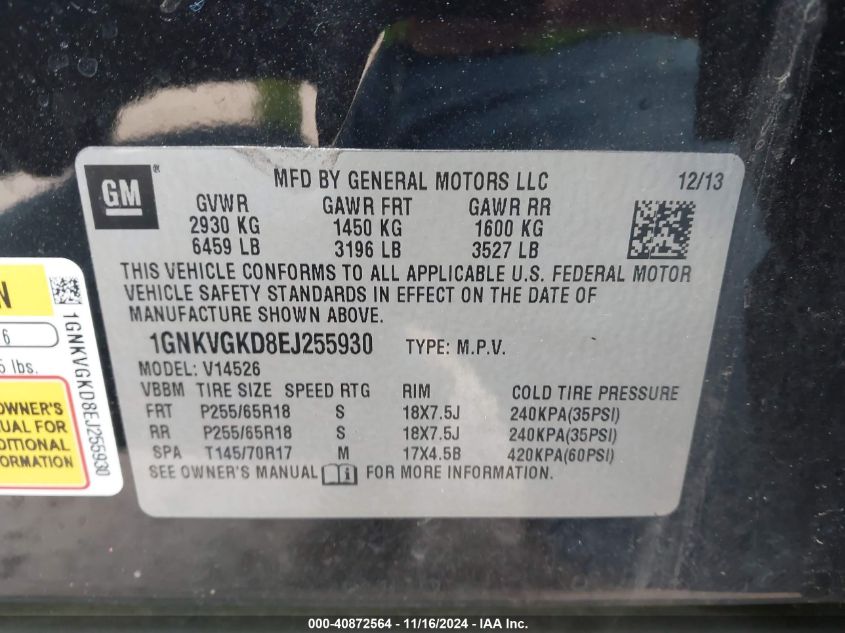 GM®
MFD BY GENERAL MOTORS LLC 12/13
GVWR GAWR FRT GAWR RR
2930 KG 1450 KG 1600 KG
6459 LB 3196 LB 3527 LB
THIS VEHICLE CONFORMS TO ALL APPLICABLE U.S. FEDERAL MOTOR
VEHICLE SAFETY STANDARDS IN EFFECT ON THE DATE OF
MANUFACTURE SHOWN ABOVE.
1GNKVGKD8EJ255930 TYPE: M.P.V.
MODEL: V14526
VBBM TIRE SIZE SPEED RTG RIM COLD TIRE PRESSURE
FRT P255/65R18 S 18X7.5J 240KPA(35PSI)
RR P255/65R18 S 18X7.5J 240KPA(35PSI)
SPA T145/70R17 M 17X4.5B 420KPA(60PSI)
SEE OWNER'S MANUAL i FOR MORE INFORMATION.
N
6
lbs.
OWNER'S
UAL FOR
DITIONAL
ORMATION
1GNKVGKD8EJ255930
000-40872564 - 11/16/2024 - IAA Inc.